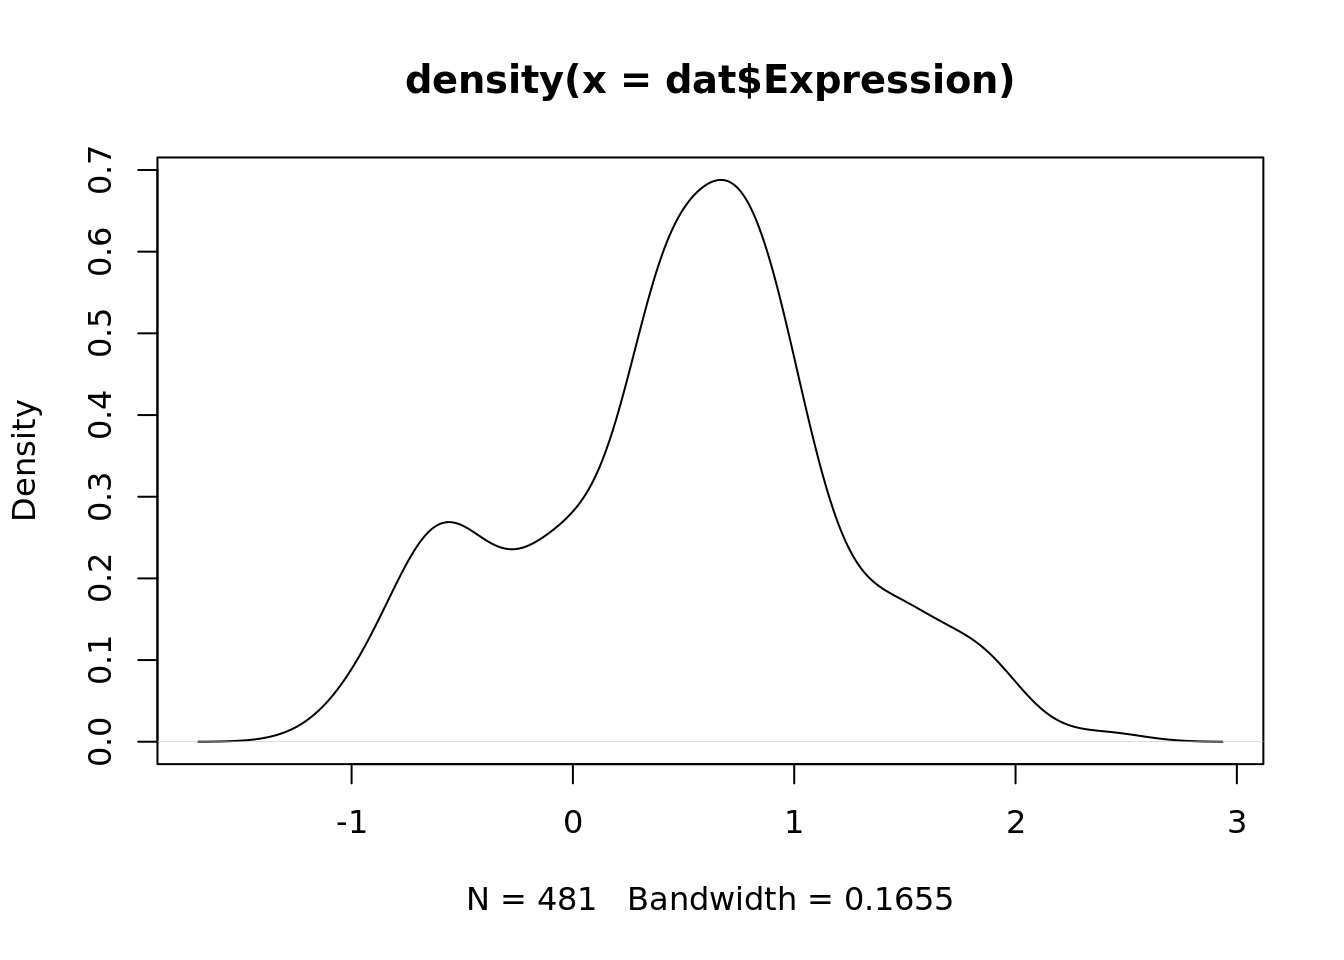 density(x = dat$Expression)
Density
0.7
0.6
0.5
0.4
0.3
0.2
0.1
0.0
-1 0 1 2 3
N = 481 Bandwidth = 0.1655